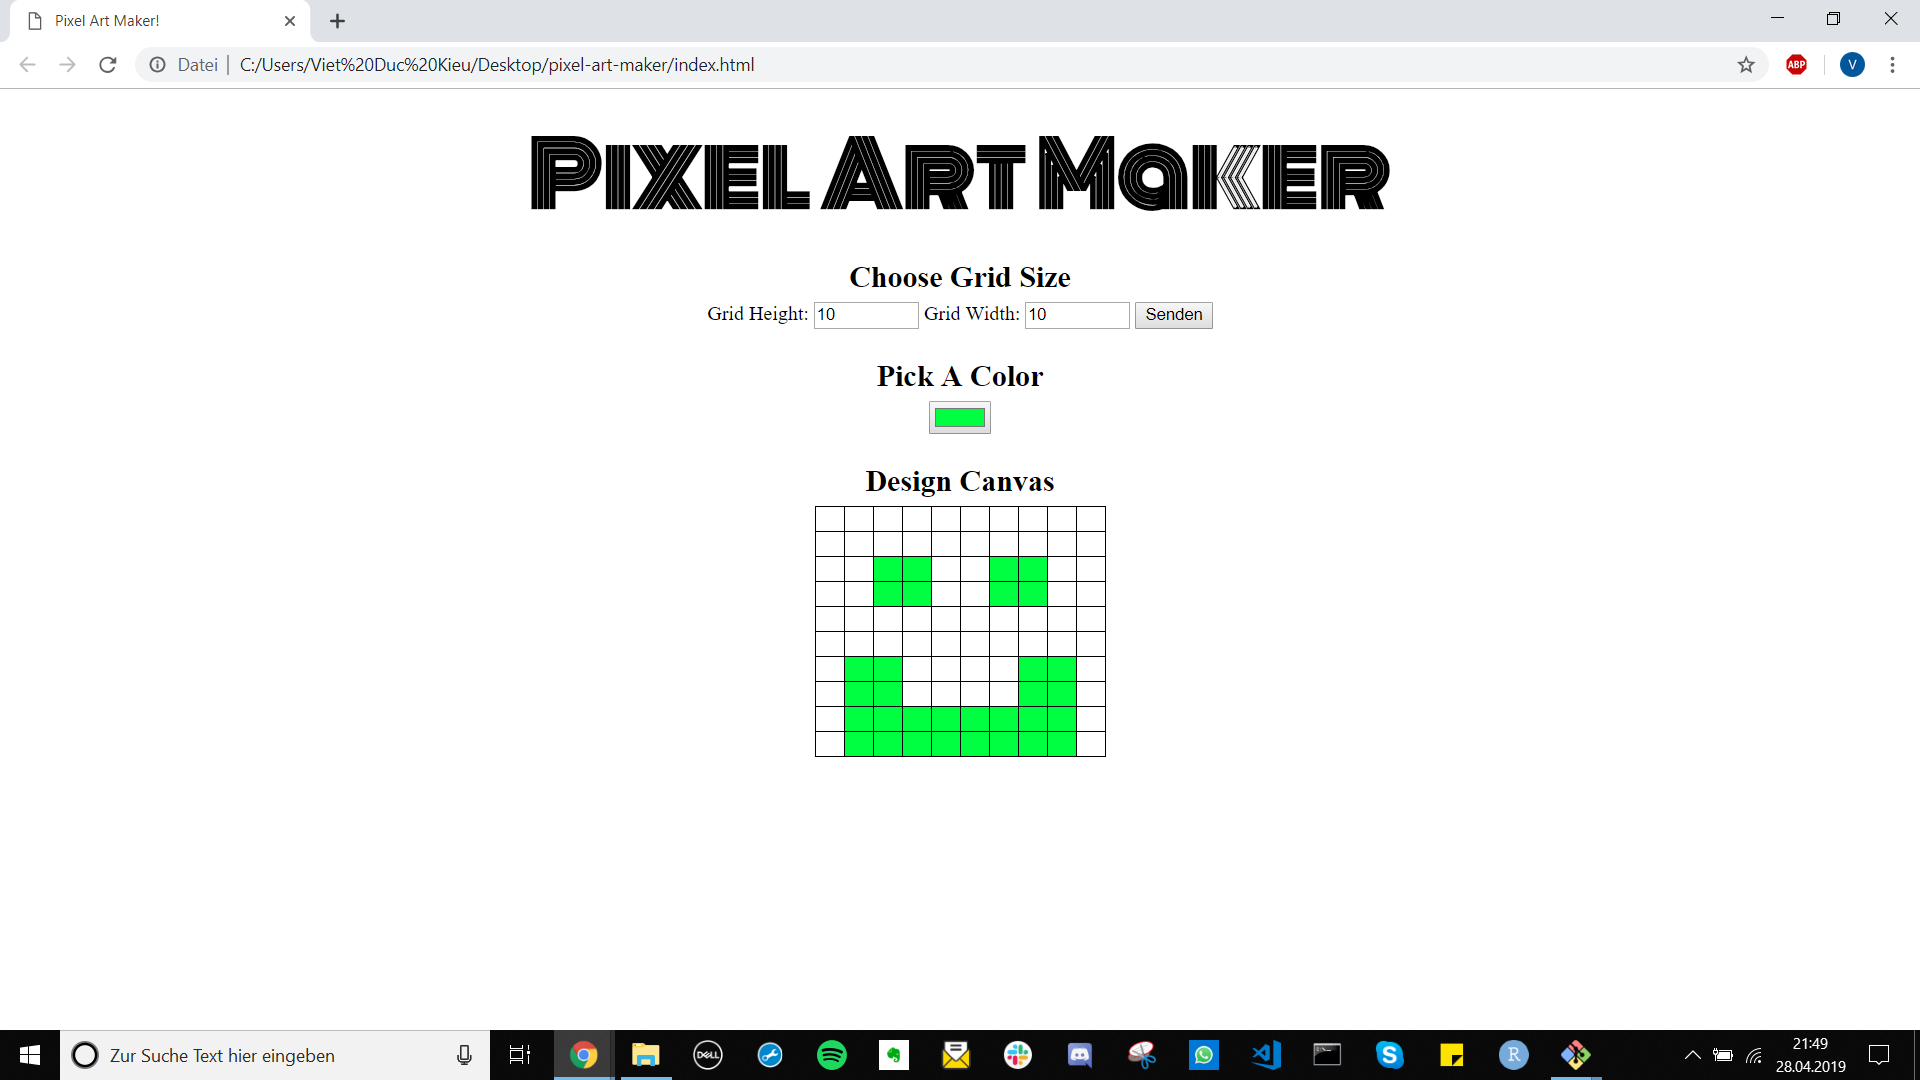 Pixel Art Maker!
Datei | C:/Users/Viet%20Duc%20Kieu/Desktop/pixel-art-maker/index.html
ABP
V
Pixel Art Maker
Choose Grid Size
Grid Height: 10 Grid Width: 10 Senden
Pick A Color
Design Canvas
Zur Suche Text hier eingeben
DELL
R
21:49
28.04.2019